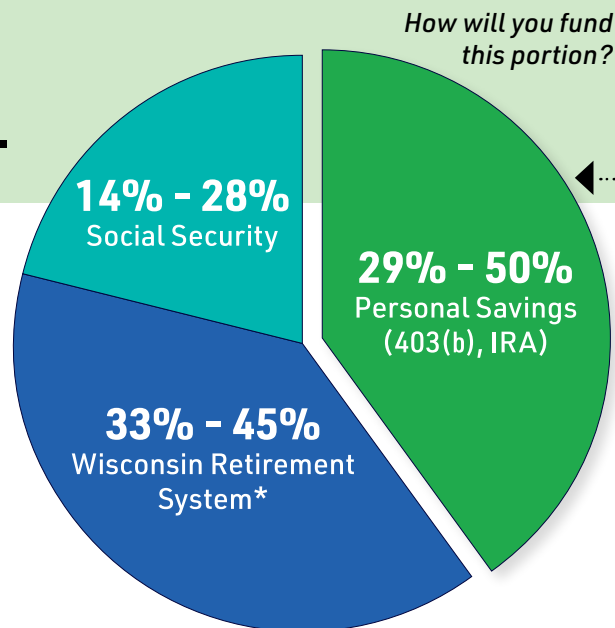 How will you fund
this portion?
14% - 28%
Social Security
29% - 50%
Personal Savings
(403(b), IRA)
33% - 45%
Wisconsin Retirement
System*